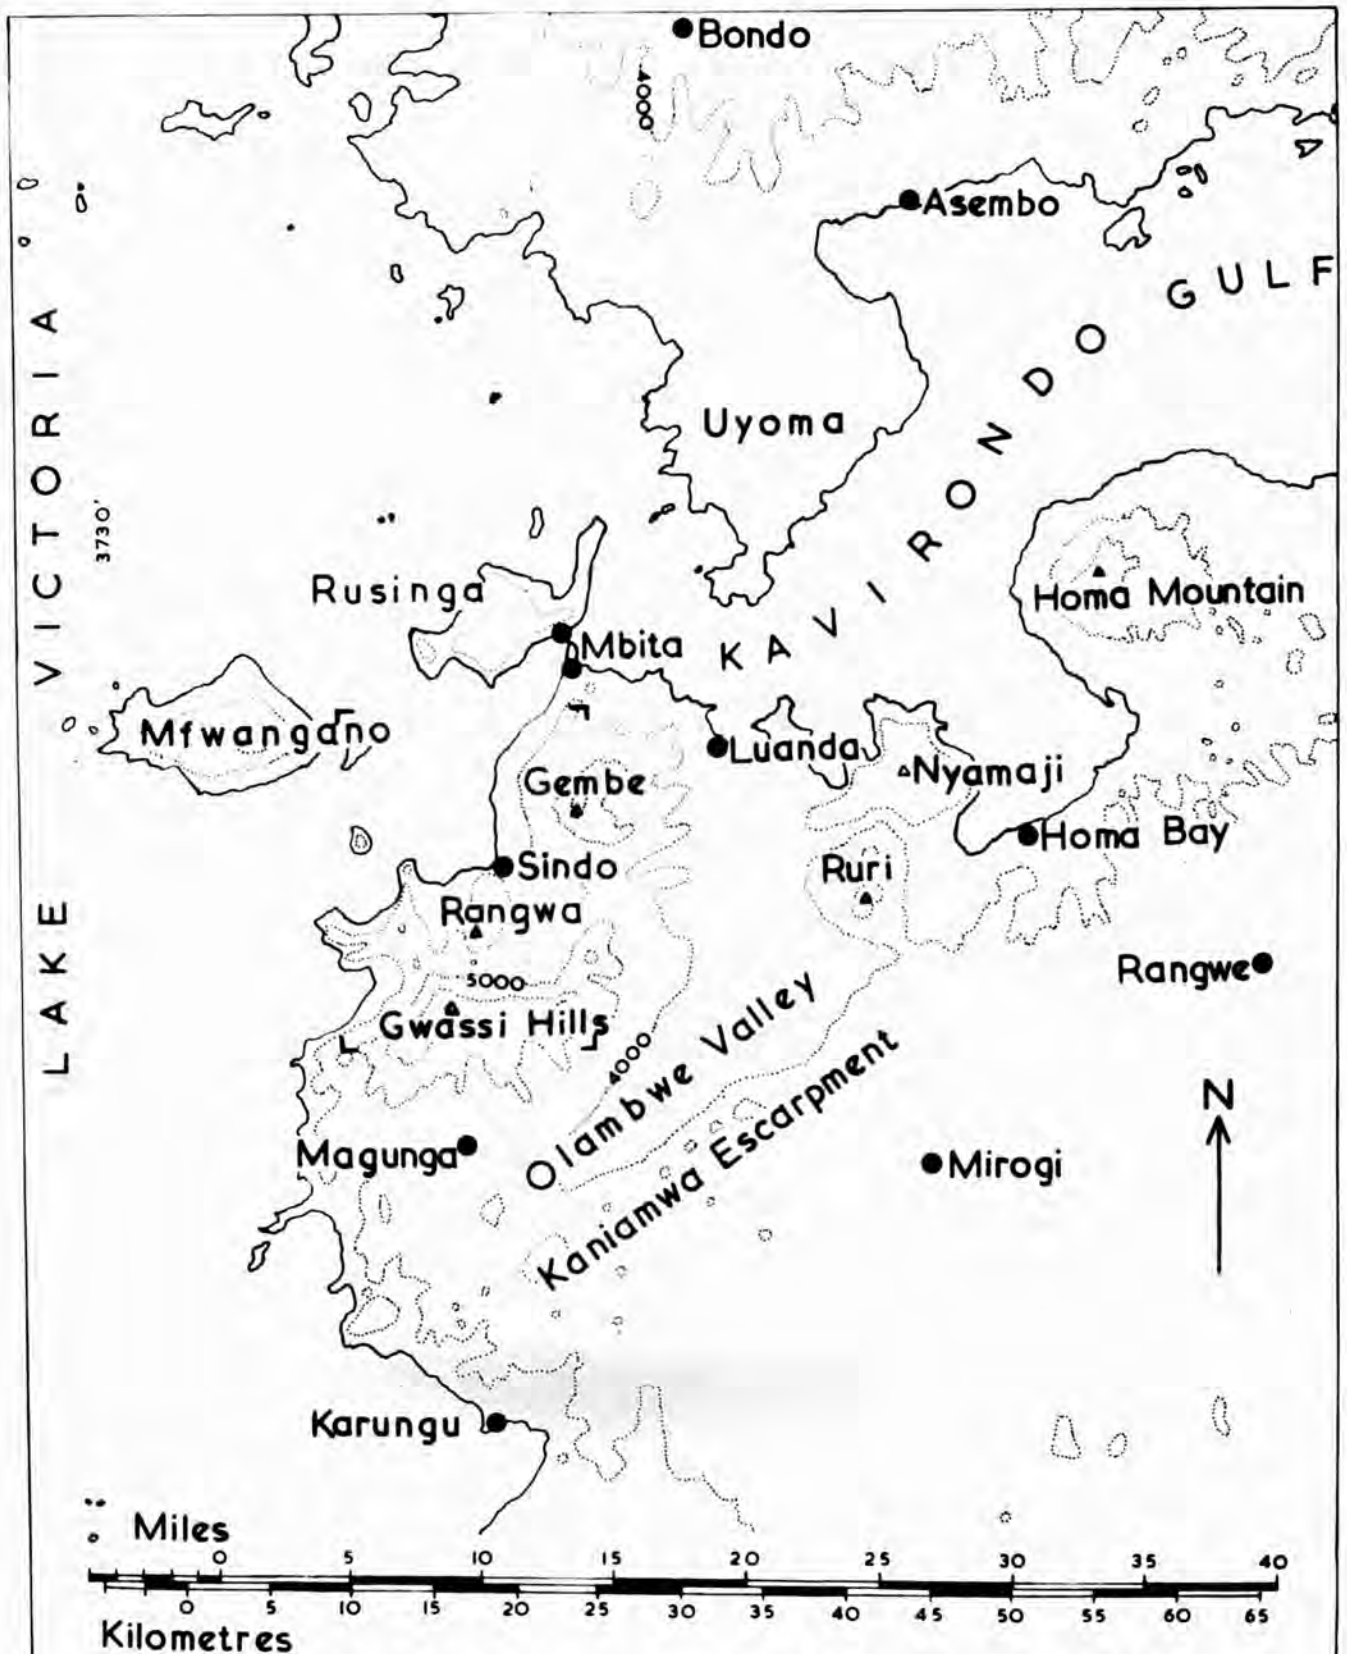 Bondo
4000
Asembo
KAVIRONDO GULF
LAKE VICTORIA
3730'
Uyoma
Rusinga
Homa Mountain
Mbita
Mfwangano
Luanda
Nyamaji
Gembe
Homa Bay
Sindo
Ruri
Rangwa
Rangwe
5000
Gwassi Hills
4000
Olambwe Valley
Kaniamwa Escarpment
N
Magunga
Mirogi
Karungu
Miles
0 5 10 15 20 25 30 35 40
0 5 10 15 20 25 30 35 40 45 50 55 60 65
Kilometres